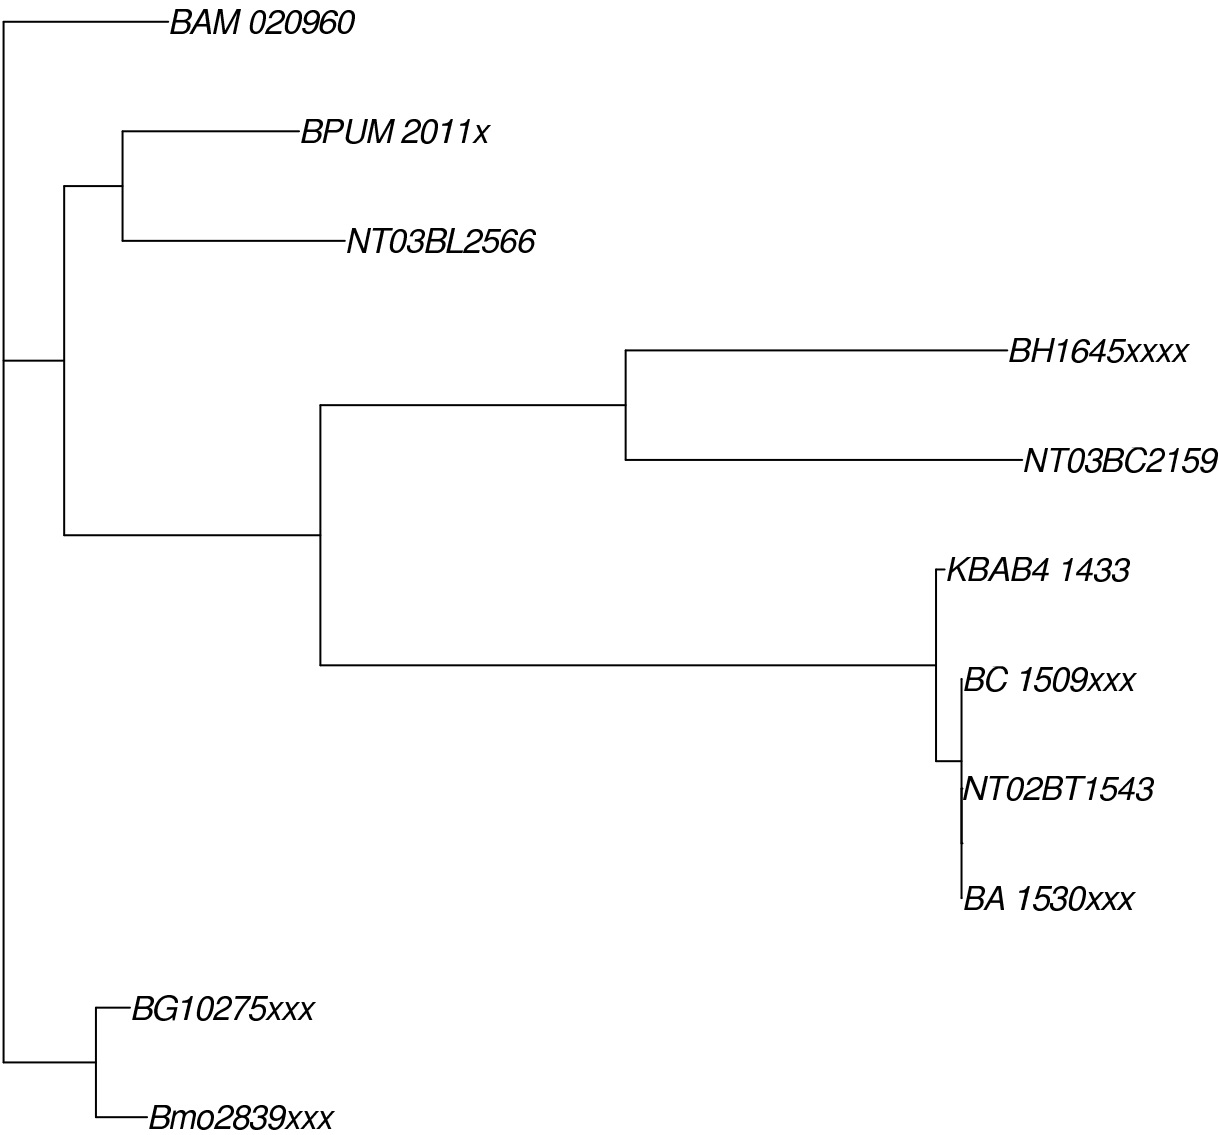 BAM 020960
BPUM 2011x
NT03BL2566
BH1645xxxx
NT03BC2159
KBAB4 1433
BC 1509xxx
NT02BT1543
BA 1530xxx
BG10275xxx
Bmo2839xxx